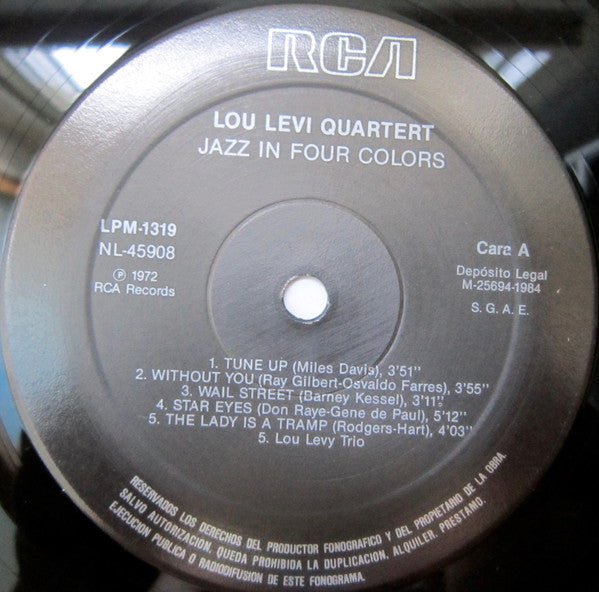 RCA
LOU LEVI QUARTERT
JAZZ IN FOUR COLORS
LPM-1319
NL-45908
℗ 1972
RCA Records
Cara A
Depósito Legal
M-25694-1984
S. G. A. E.
1. TUNE UP (Miles Davis), 3'51"
2. WITHOUT YOU (Ray Gilbert-Osvaldo Farres), 3'55"
3. WAIL STREET (Barney Kessel), 3'11"
4. STAR EYES (Don Raye-Gene de Paul), 5'12"
5. THE LADY IS A TRAMP (Rodgers-Hart), 4'03"
5. Lou Levy Trio
RESERVADOS LOS DERECHOS DEL PRODUCTOR FONOGRAFICO Y DEL PROPIETARIO DE LA OBRA.
SALVO AUTORIZACION, QUEDA PROHIBIDA LA DUPLICACION, ALQUILER, PRESTAMO,
EJECUCION PUBLICA O RADIODIFUSION DE ESTE FONOGRAMA.